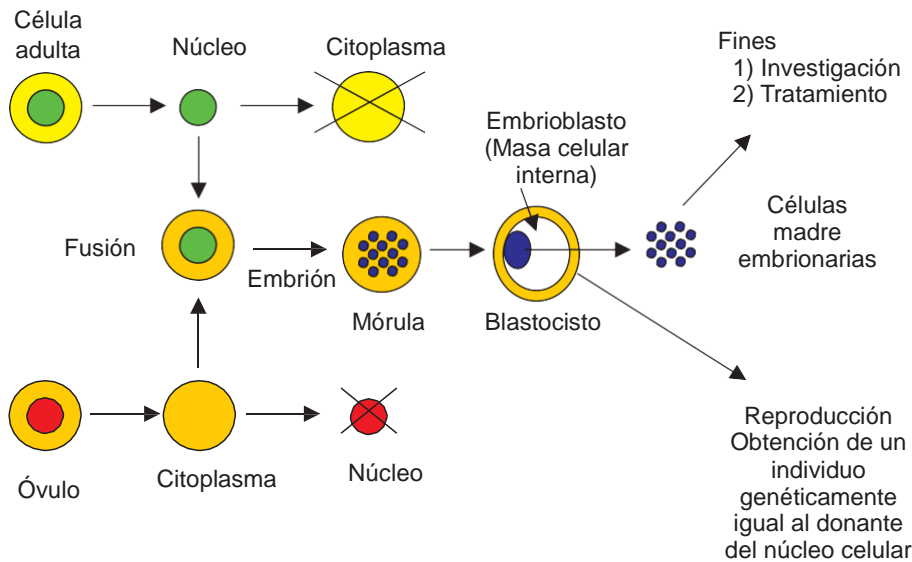 Célula
adulta
Núcleo
Citoplasma
Fines
1) Investigación
2) Tratamiento
Embrioblasto
(Masa celular
interna)
Fusión
Embrión
Mórula
Blastocisto
Células
madre
embrionarias
Óvulo
Citoplasma
Núcleo
Reproducción
Obtención de un
individuo
genéticamente
igual al donante
del núcleo celular